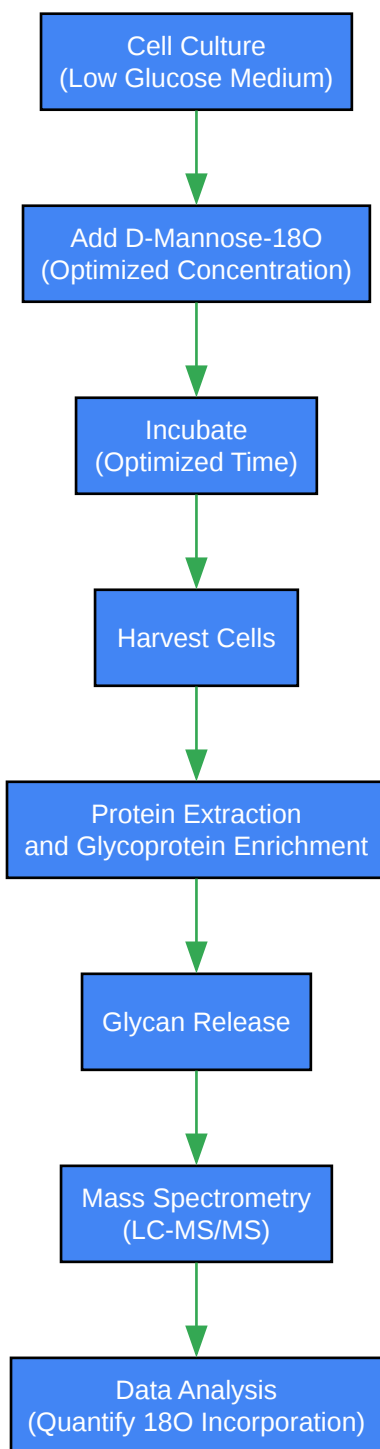 Cell Culture
(Low Glucose Medium)
Add D-Mannose-18O
(Optimized Concentration)
Incubate
(Optimized Time)
Harvest Cells
Protein Extraction
and Glycoprotein Enrichment
Glycan Release
Mass Spectrometry
(LC-MS/MS)
Data Analysis
(Quantify 18O Incorporation)